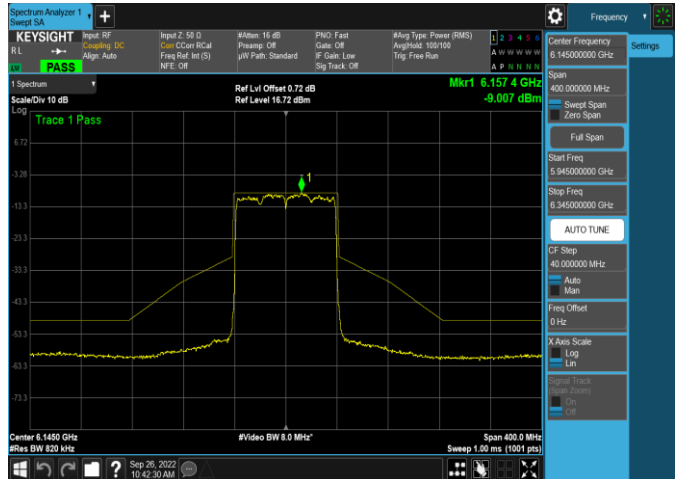 Spectrum Analyzer 1
Swept SA
Frequency
KEYSIGHT
RL
PASS
Input: RF
Coupling: DC
Align: Auto
Input Z: 50 Ω
Corr CCorr RCal
Freq Ref: Int (S)
NFE: Off
#Atten: 16 dB
Preamp: Off
µW Path: Standard
PNO: Fast
Gate: Off
IF Gain: Low
Sig Track: Off
#Avg Type: Power (RMS)
Avg|Hold: 100/100
Trig: Free Run
1 2 3 4 5 6
A W W W W W
A P N N N N
1 Spectrum
Scale/Div 10 dB
Log
Ref Lvl Offset 0.72 dB
Ref Level 16.72 dBm
Mkr1 6.157 4 GHz
-9.007 dBm
Trace 1 Pass
1
6.72
-3.28
-13.3
-23.3
-33.3
-43.3
-53.3
-63.3
-73.3
Center 6.1450 GHz
#Res BW 820 kHz
#Video BW 8.0 MHz*
Span 400.0 MHz
Sweep 1.00 ms (1001 pts)
Sep 26, 2022
10:42:30 AM
Center Frequency
6.145000000 GHz
Span
400.000000 MHz
Swept Span
Zero Span
Full Span
Start Freq
5.945000000 GHz
Stop Freq
6.345000000 GHz
AUTO TUNE
CF Step
40.000000 MHz
Auto
Man
Freq Offset
0 Hz
X Axis Scale
Log
Lin
Signal Track
(Span Zoom)
On
Off
Settings